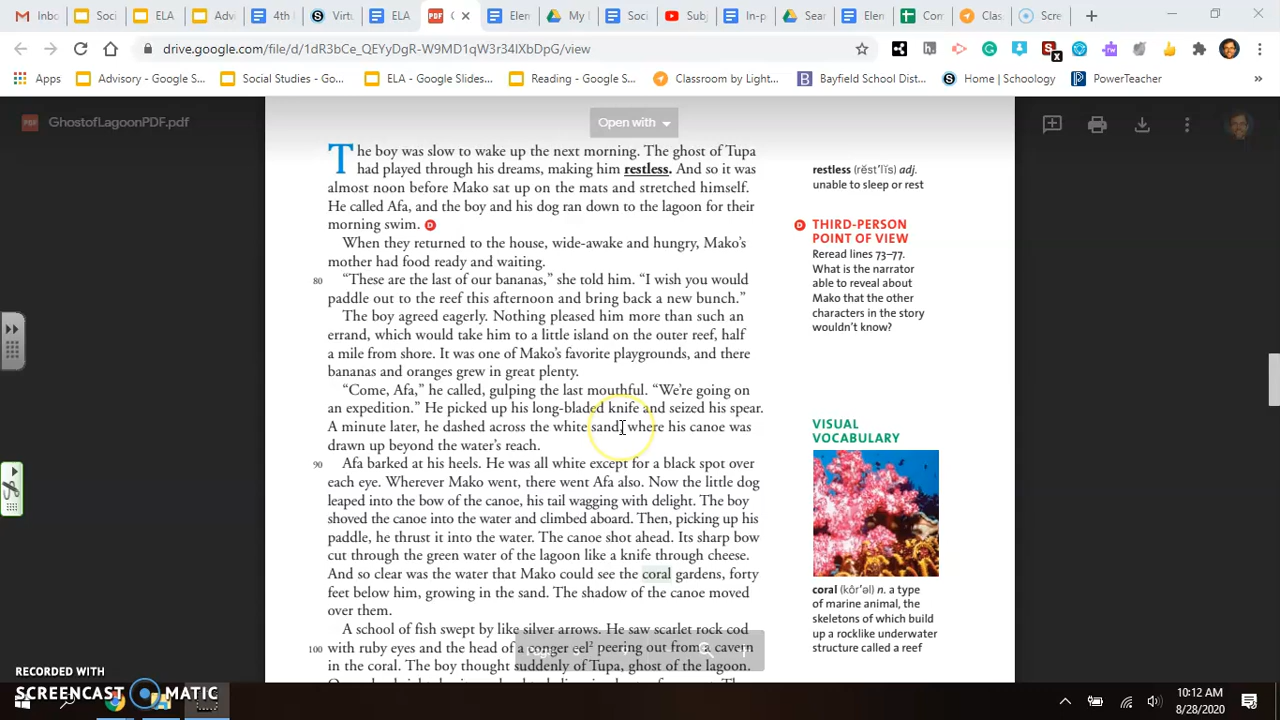 Inbo
Soci
ELA
Advi
4th
Virtu
ELA
C
Elen
My I
Soci
Subj
In-p
Sear
Elen
Con
Clas
Scre
drive.google.com/file/d/1dR3bCe_QEYyDgR-W9MD1qW3r34IXbDpG/view
Apps
Advisory - Google S...
Social Studies - Go...
ELA - Google Slides...
Reading - Google S...
Classroom by Light...
Bayfield School Dist...
Home | Schoology
PowerTeacher
GhostofLagoonPDF.pdf
Open with
The boy was slow to wake up the next morning. The ghost of Tupa
had played through his dreams, making him restless. And so it was
almost noon before Mako sat up on the mats and stretched himself.
He called Afa, and the boy and his dog ran down to the lagoon for their
morning swim. D
When they returned to the house, wide-awake and hungry, Mako's
mother had food ready and waiting.
80 "These are the last of our bananas," she told him. "I wish you would
paddle out to the reef this afternoon and bring back a new bunch."
The boy agreed eagerly. Nothing pleased him more than such an
errand, which would take him to a little island on the outer reef, half
a mile from shore. It was one of Mako's favorite playgrounds, and there
bananas and oranges grew in great plenty.
"Come, Afa," he called, gulping the last mouthful. "We're going on
an expedition." He picked up his long-bladed knife and seized his spear.
A minute later, he dashed across the white sand, where his canoe was
drawn up beyond the water's reach.
90 Afa barked at his heels. He was all white except for a black spot over
each eye. Wherever Mako went, there went Afa also. Now the little dog
leaped into the bow of the canoe, his tail wagging with delight. The boy
shoved the canoe into the water and climbed aboard. Then, picking up his
paddle, he thrust it into the water. The canoe shot ahead. Its sharp bow
cut through the green water of the lagoon like a knife through cheese.
And so clear was the water that Mako could see the coral gardens, forty
feet below him, growing in the sand. The shadow of the canoe moved
over them.
A school of fish swept by like silver arrows. He saw scarlet rock cod
100 with ruby eyes and the head of a conger eel² peering out from a cavern
in the coral. The boy thought suddenly of Tupa, ghost of the lagoon.
restless (rĕst'lĭs) adj.
unable to sleep or rest
D THIRD-PERSON
POINT OF VIEW
Reread lines 73–77.
What is the narrator
able to reveal about
Mako that the other
characters in the story
wouldn't know?
VISUAL
VOCABULARY
coral (kôr'əl) n. a type
of marine animal, the
skeletons of which build
up a rocklike underwater
structure called a reef
RECORDED WITH
SCREENCAST MATIC
10:12 AM
8/28/2020